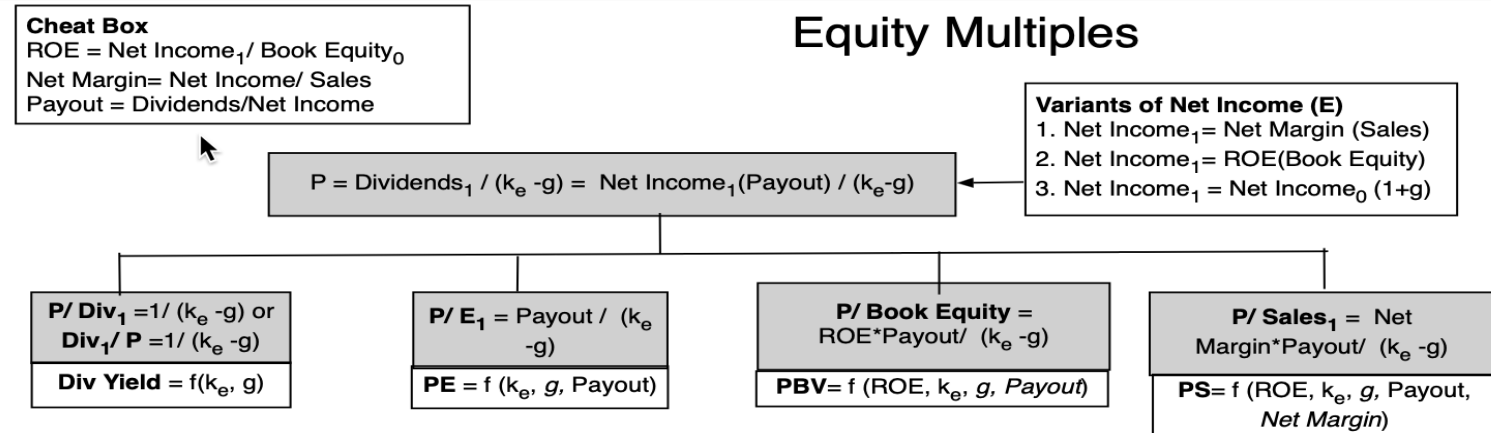 Cheat Box
ROE = Net Income₁/ Book Equity₀
Net Margin= Net Income/ Sales
Payout = Dividends/Net Income
Equity Multiples
Variants of Net Income (E)
1. Net Income₁= Net Margin (Sales)
2. Net Income₁= ROE(Book Equity)
3. Net Income₁ = Net Income₀ (1+g)
P = Dividends₁ / (kₑ -g) = Net Income₁(Payout) / (kₑ-g)
P/ Div₁ =1/ (kₑ -g) or
Div₁/ P =1/ (kₑ -g)
Div Yield = f(kₑ, g)
P/ E₁ = Payout / (kₑ
-g)
PE = f (kₑ, g, Payout)
P/ Book Equity =
ROE*Payout/ (kₑ -g)
PBV= f (ROE, kₑ, g, Payout)
P/ Sales₁ = Net
Margin*Payout/ (kₑ -g)
PS= f (ROE, kₑ, g, Payout,
Net Margin)